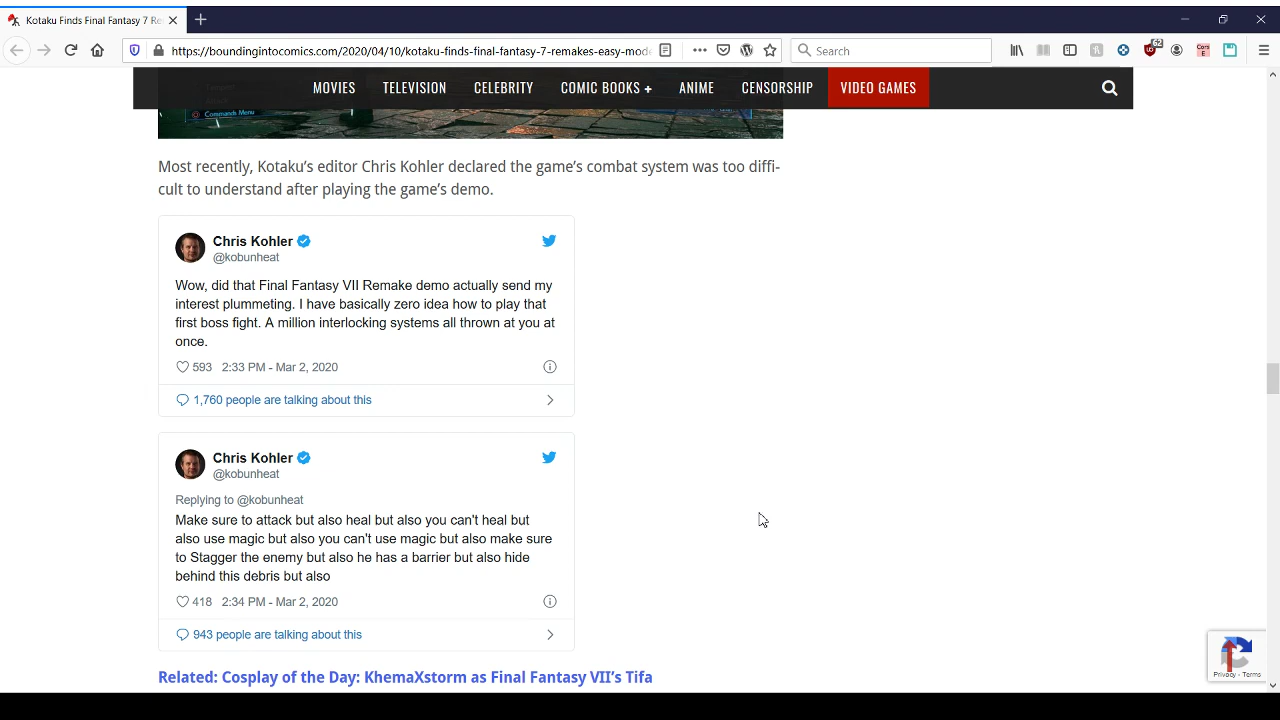 Kotaku Finds Final Fantasy 7 Re
https://boundingintocomics.com/2020/04/10/kotaku-finds-final-fantasy-7-remakes-easy-mode
Search
62
MOVIES TELEVISION CELEBRITY COMIC BOOKS + ANIME CENSORSHIP VIDEO GAMES
Commands Menu
Most recently, Kotaku’s editor Chris Kohler declared the game’s combat system was too diffi-
cult to understand after playing the game’s demo.
Chris Kohler
@kobunheat
Wow, did that Final Fantasy VII Remake demo actually send my
interest plummeting. I have basically zero idea how to play that
first boss fight. A million interlocking systems all thrown at you at
once.
593 2:33 PM - Mar 2, 2020
1,760 people are talking about this
Chris Kohler
@kobunheat
Replying to @kobunheat
Make sure to attack but also heal but also you can't heal but
also use magic but also you can't use magic but also make sure
to Stagger the enemy but also he has a barrier but also hide
behind this debris but also
418 2:34 PM - Mar 2, 2020
943 people are talking about this
Related: Cosplay of the Day: KhemaXstorm as Final Fantasy VII’s Tifa
Privacy - Terms